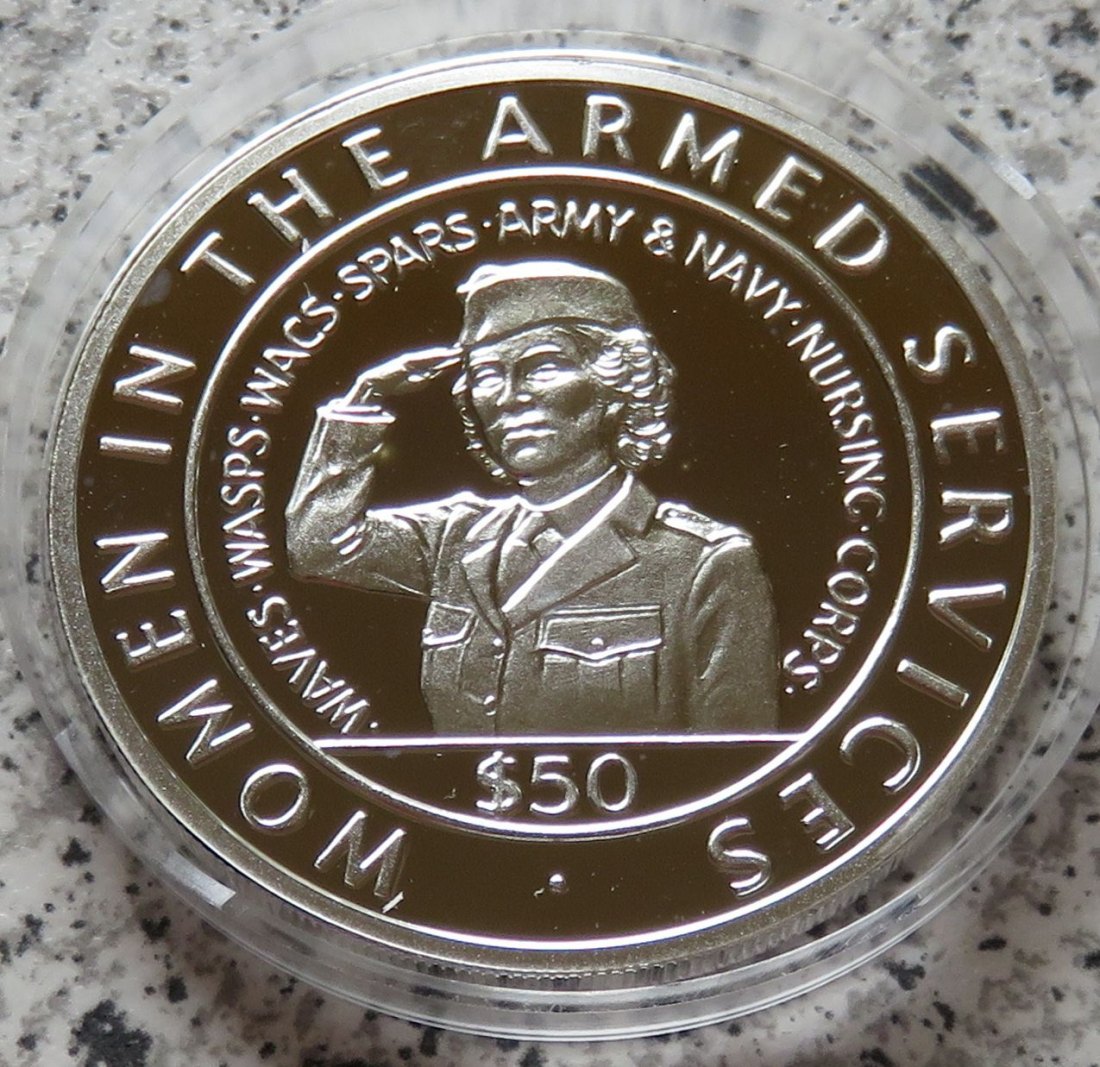 WOMEN IN THE ARMED SERVICES ·
·WAVES·WASPS·WACS·SPARS·ARMY & NAVY·NURSING·CORPS·
$50